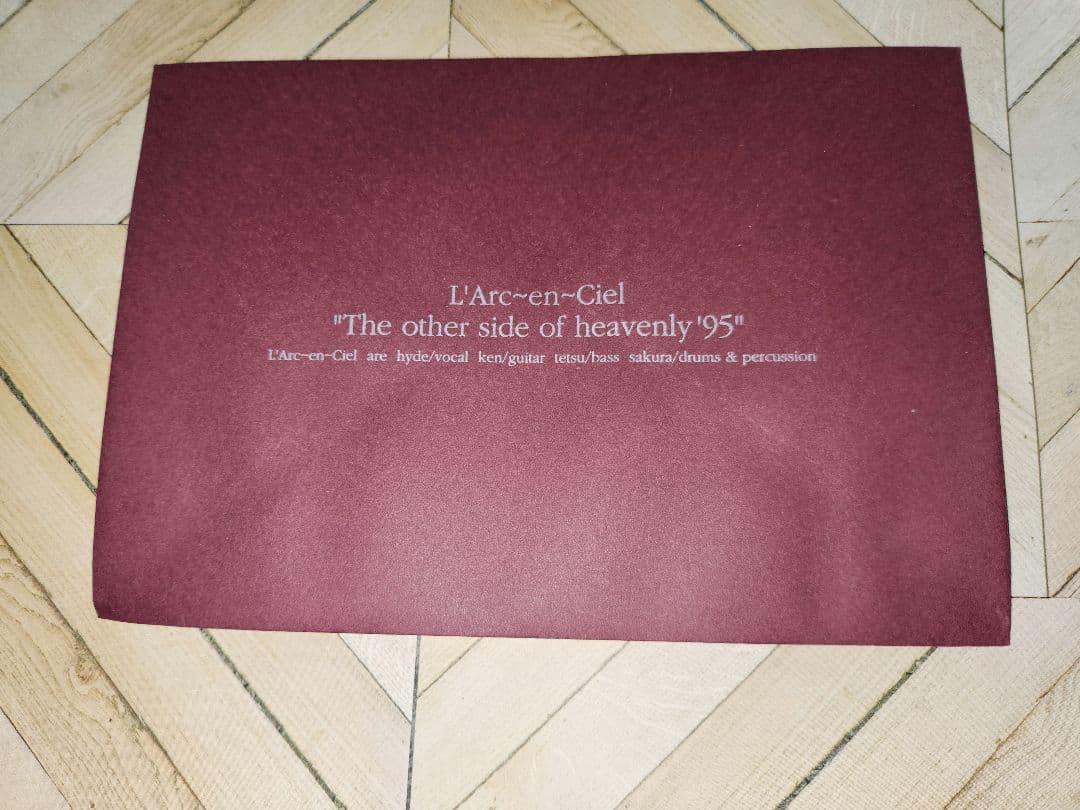 L'Arc~en~Ciel
"The other side of heavenly '95"
L'Arc~en~Ciel are hyde/vocal ken/guitar tetsu/bass sakura/drums & percussion